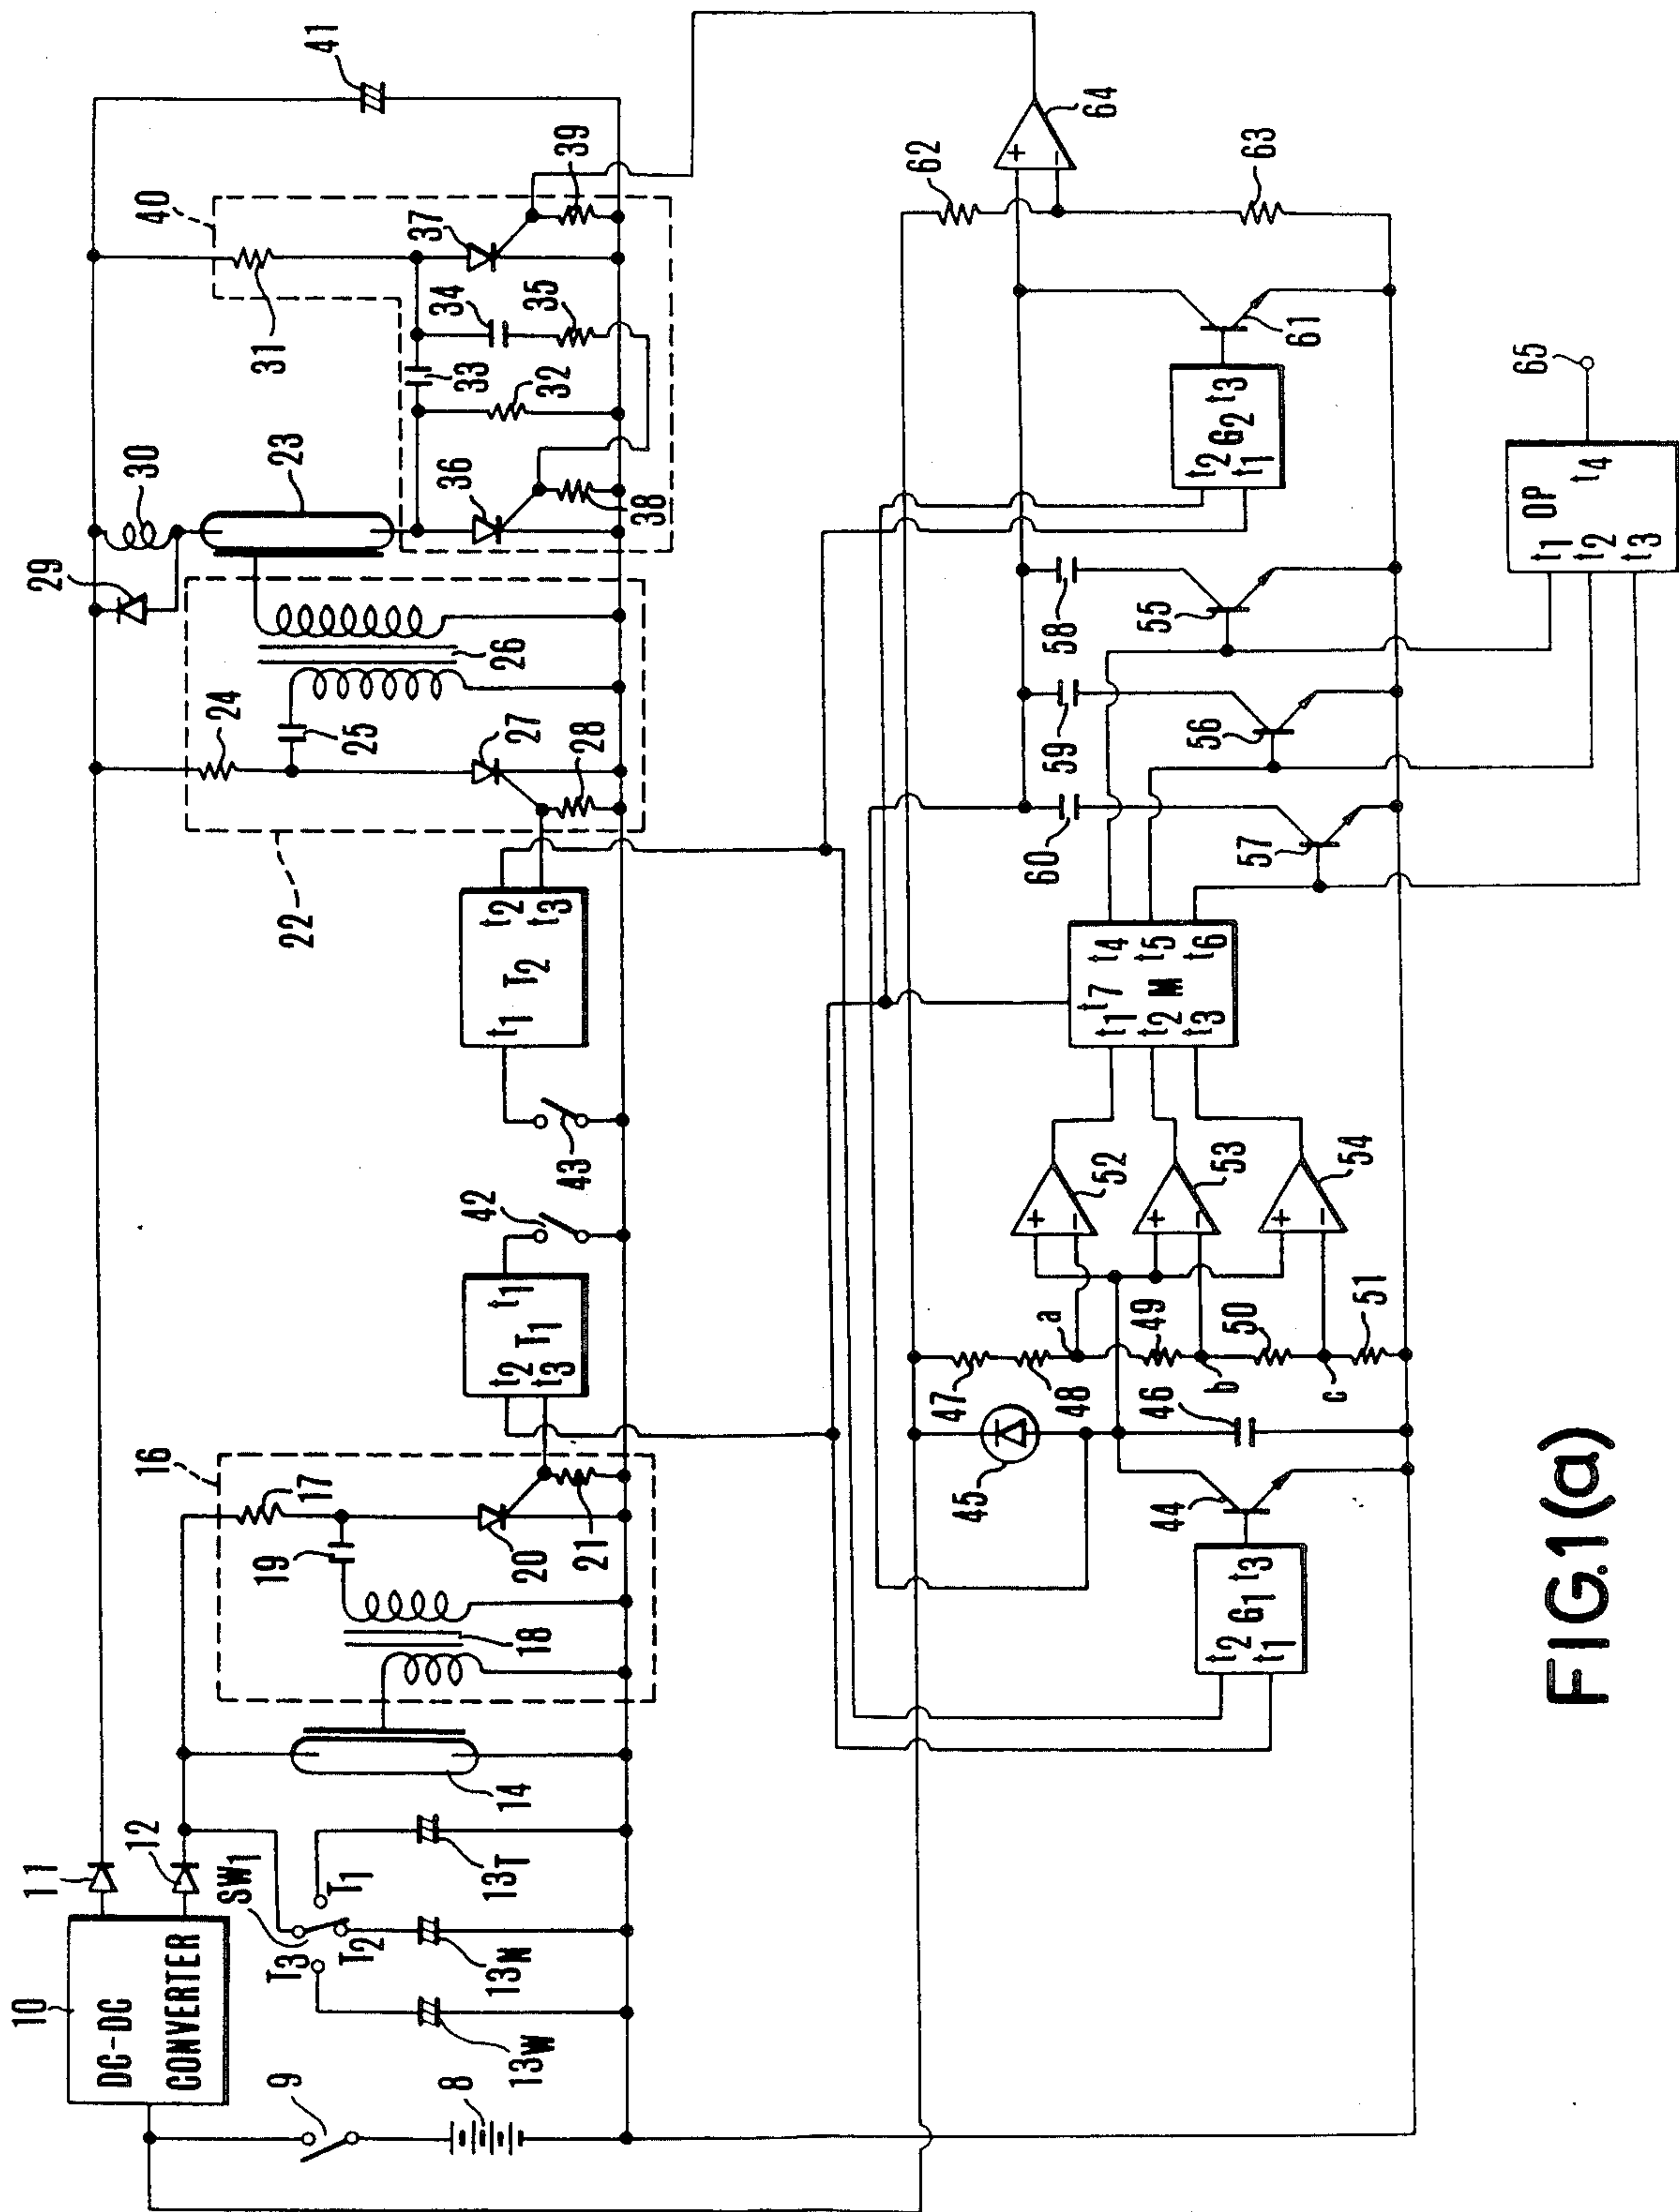 10
DC-DC
CONVERTER
11
12
SW1
T3
T2
T1
9
8
13W
13N
13T
14
16
17
18
19
20
21
42
43
t2
t3
T1
t1
t1
T2
t2
t3
22
24
25
26
27
28
29
30
23
31
40
33
34
32
35
36
37
38
39
41
45
44
t2
t1
G1
t3
46
47
48
a
49
b
50
c
51
+
−
52
+
−
53
+
−
54
t7
t1
t2
t3
M
t4
t5
t6
60
59
58
57
56
55
t2
t1
G2
t3
61
62
63
+
−
64
OP
t1
t2
t3
t4
65
FIG.1(a)